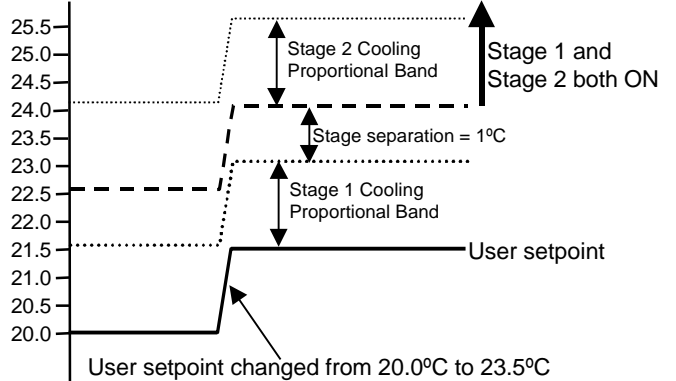 25.5
25.0
24.5
24.0
23.5
23.0
22.5
22.0
21.5
21.0
20.5
20.0
Stage 2 Cooling
Proportional Band
Stage 1 and
Stage 2 both ON
Stage separation = 1ºC
Stage 1 Cooling
Proportional Band
User setpoint
User setpoint changed from 20.0ºC to 23.5ºC